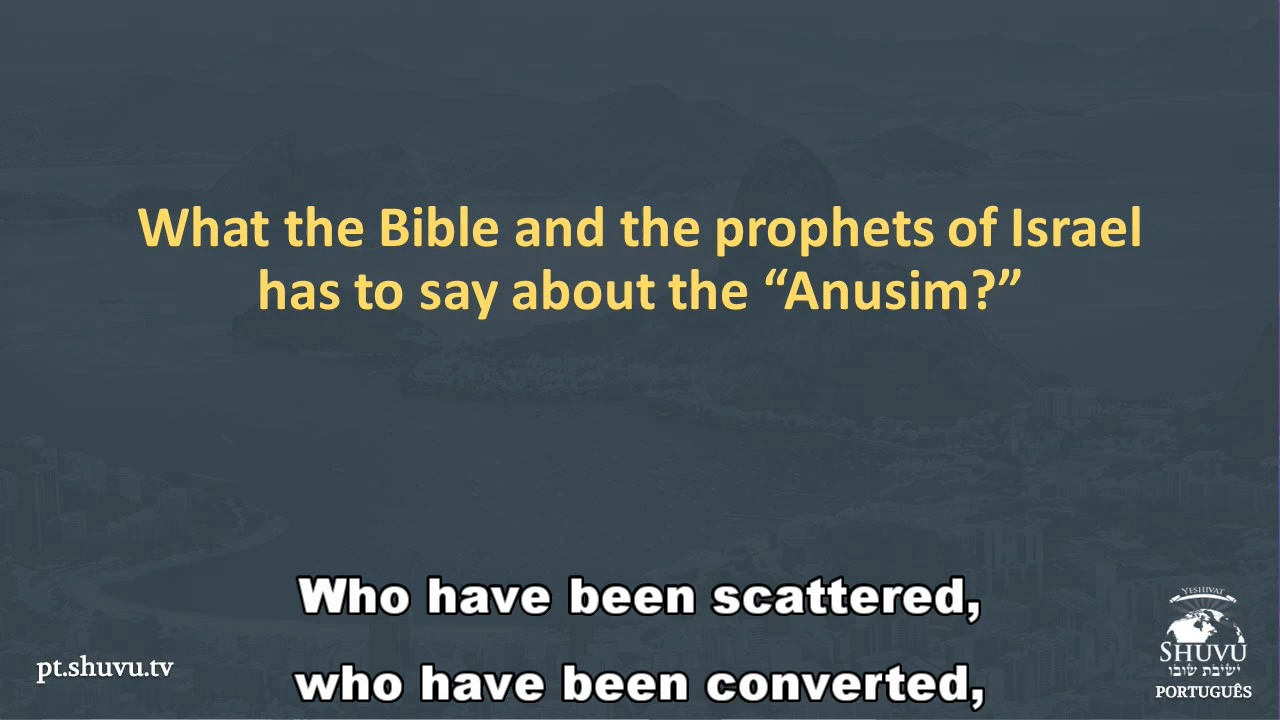 What the Bible and the prophets of Israel
has to say about the “Anusim?”
Who have been scattered,
who have been converted,
pt.shuvu.tv
YESHIVAT
SHUVU
ישיבת שובו
PORTUGUÊS